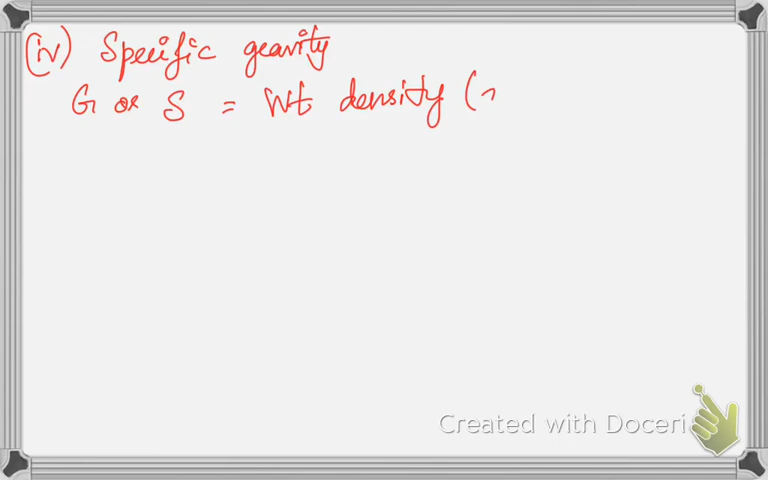 (iv) Specific gravity
G or S = Wt density (
Created with Doceri